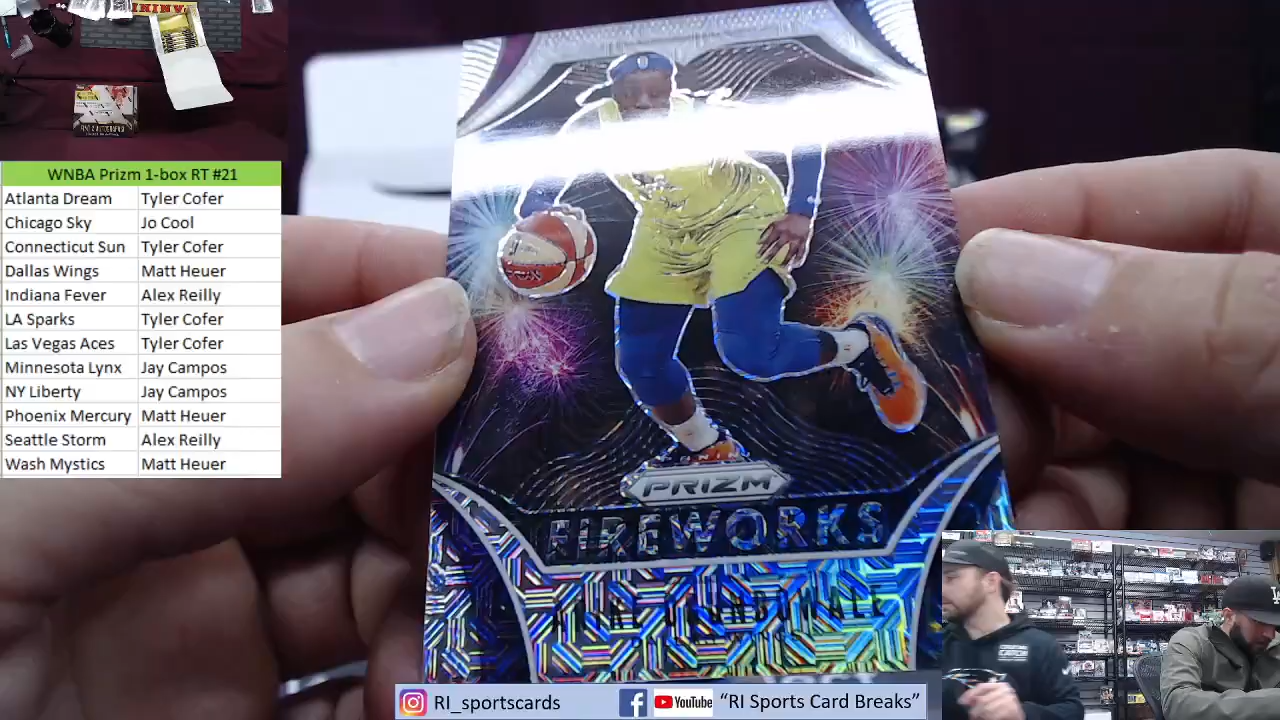 WNBA Prizm 1-box RT #21
Atlanta Dream Tyler Cofer
Chicago Sky Jo Cool
Connecticut Sun Tyler Cofer
Dallas Wings Matt Heuer
Indiana Fever Alex Reilly
LA Sparks Tyler Cofer
Las Vegas Aces Tyler Cofer
Minnesota Lynx Jay Campos
NY Liberty Jay Campos
Phoenix Mercury Matt Heuer
Seattle Storm Alex Reilly
Wash Mystics Matt Heuer
PANINI
PRIZM
FIREWORKS
RI_sportscards YouTube "RI Sports Card Breaks"